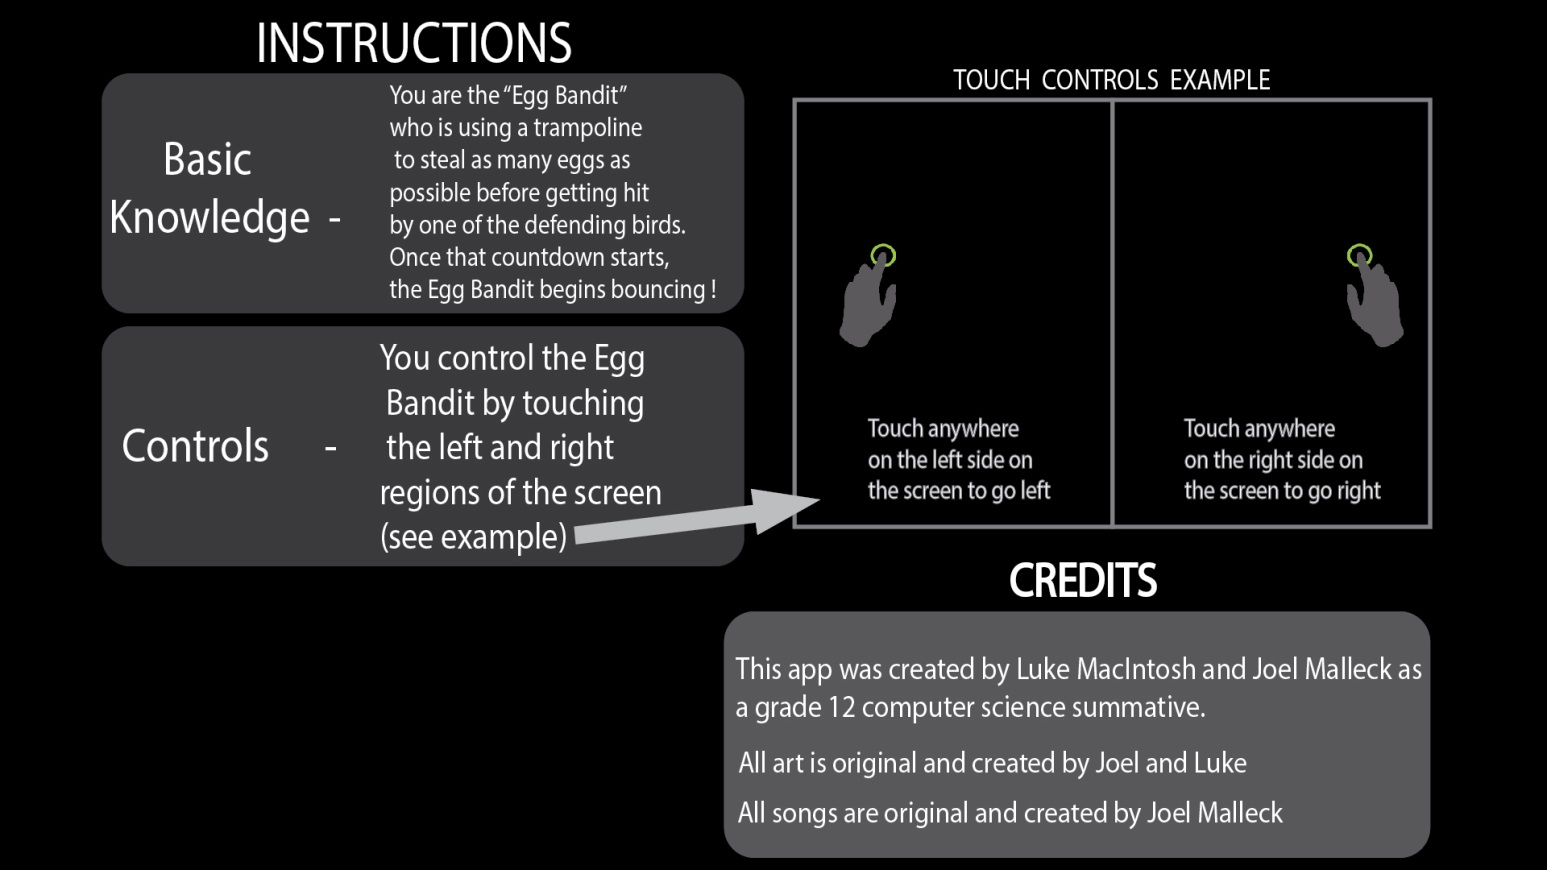 INSTRUCTIONS
Basic
Knowledge -
You are the “Egg Bandit”
who is using a trampoline
to steal as many eggs as
possible before getting hit
by one of the defending birds.
Once that countdown starts,
the Egg Bandit begins bouncing !
Controls -
You control the Egg
Bandit by touching
the left and right
regions of the screen
(see example)
TOUCH CONTROLS EXAMPLE
Touch anywhere
on the left side on
the screen to go left
Touch anywhere
on the right side on
the screen to go right
CREDITS
This app was created by Luke MacIntosh and Joel Malleck as
a grade 12 computer science summative.
All art is original and created by Joel and Luke
All songs are original and created by Joel Malleck